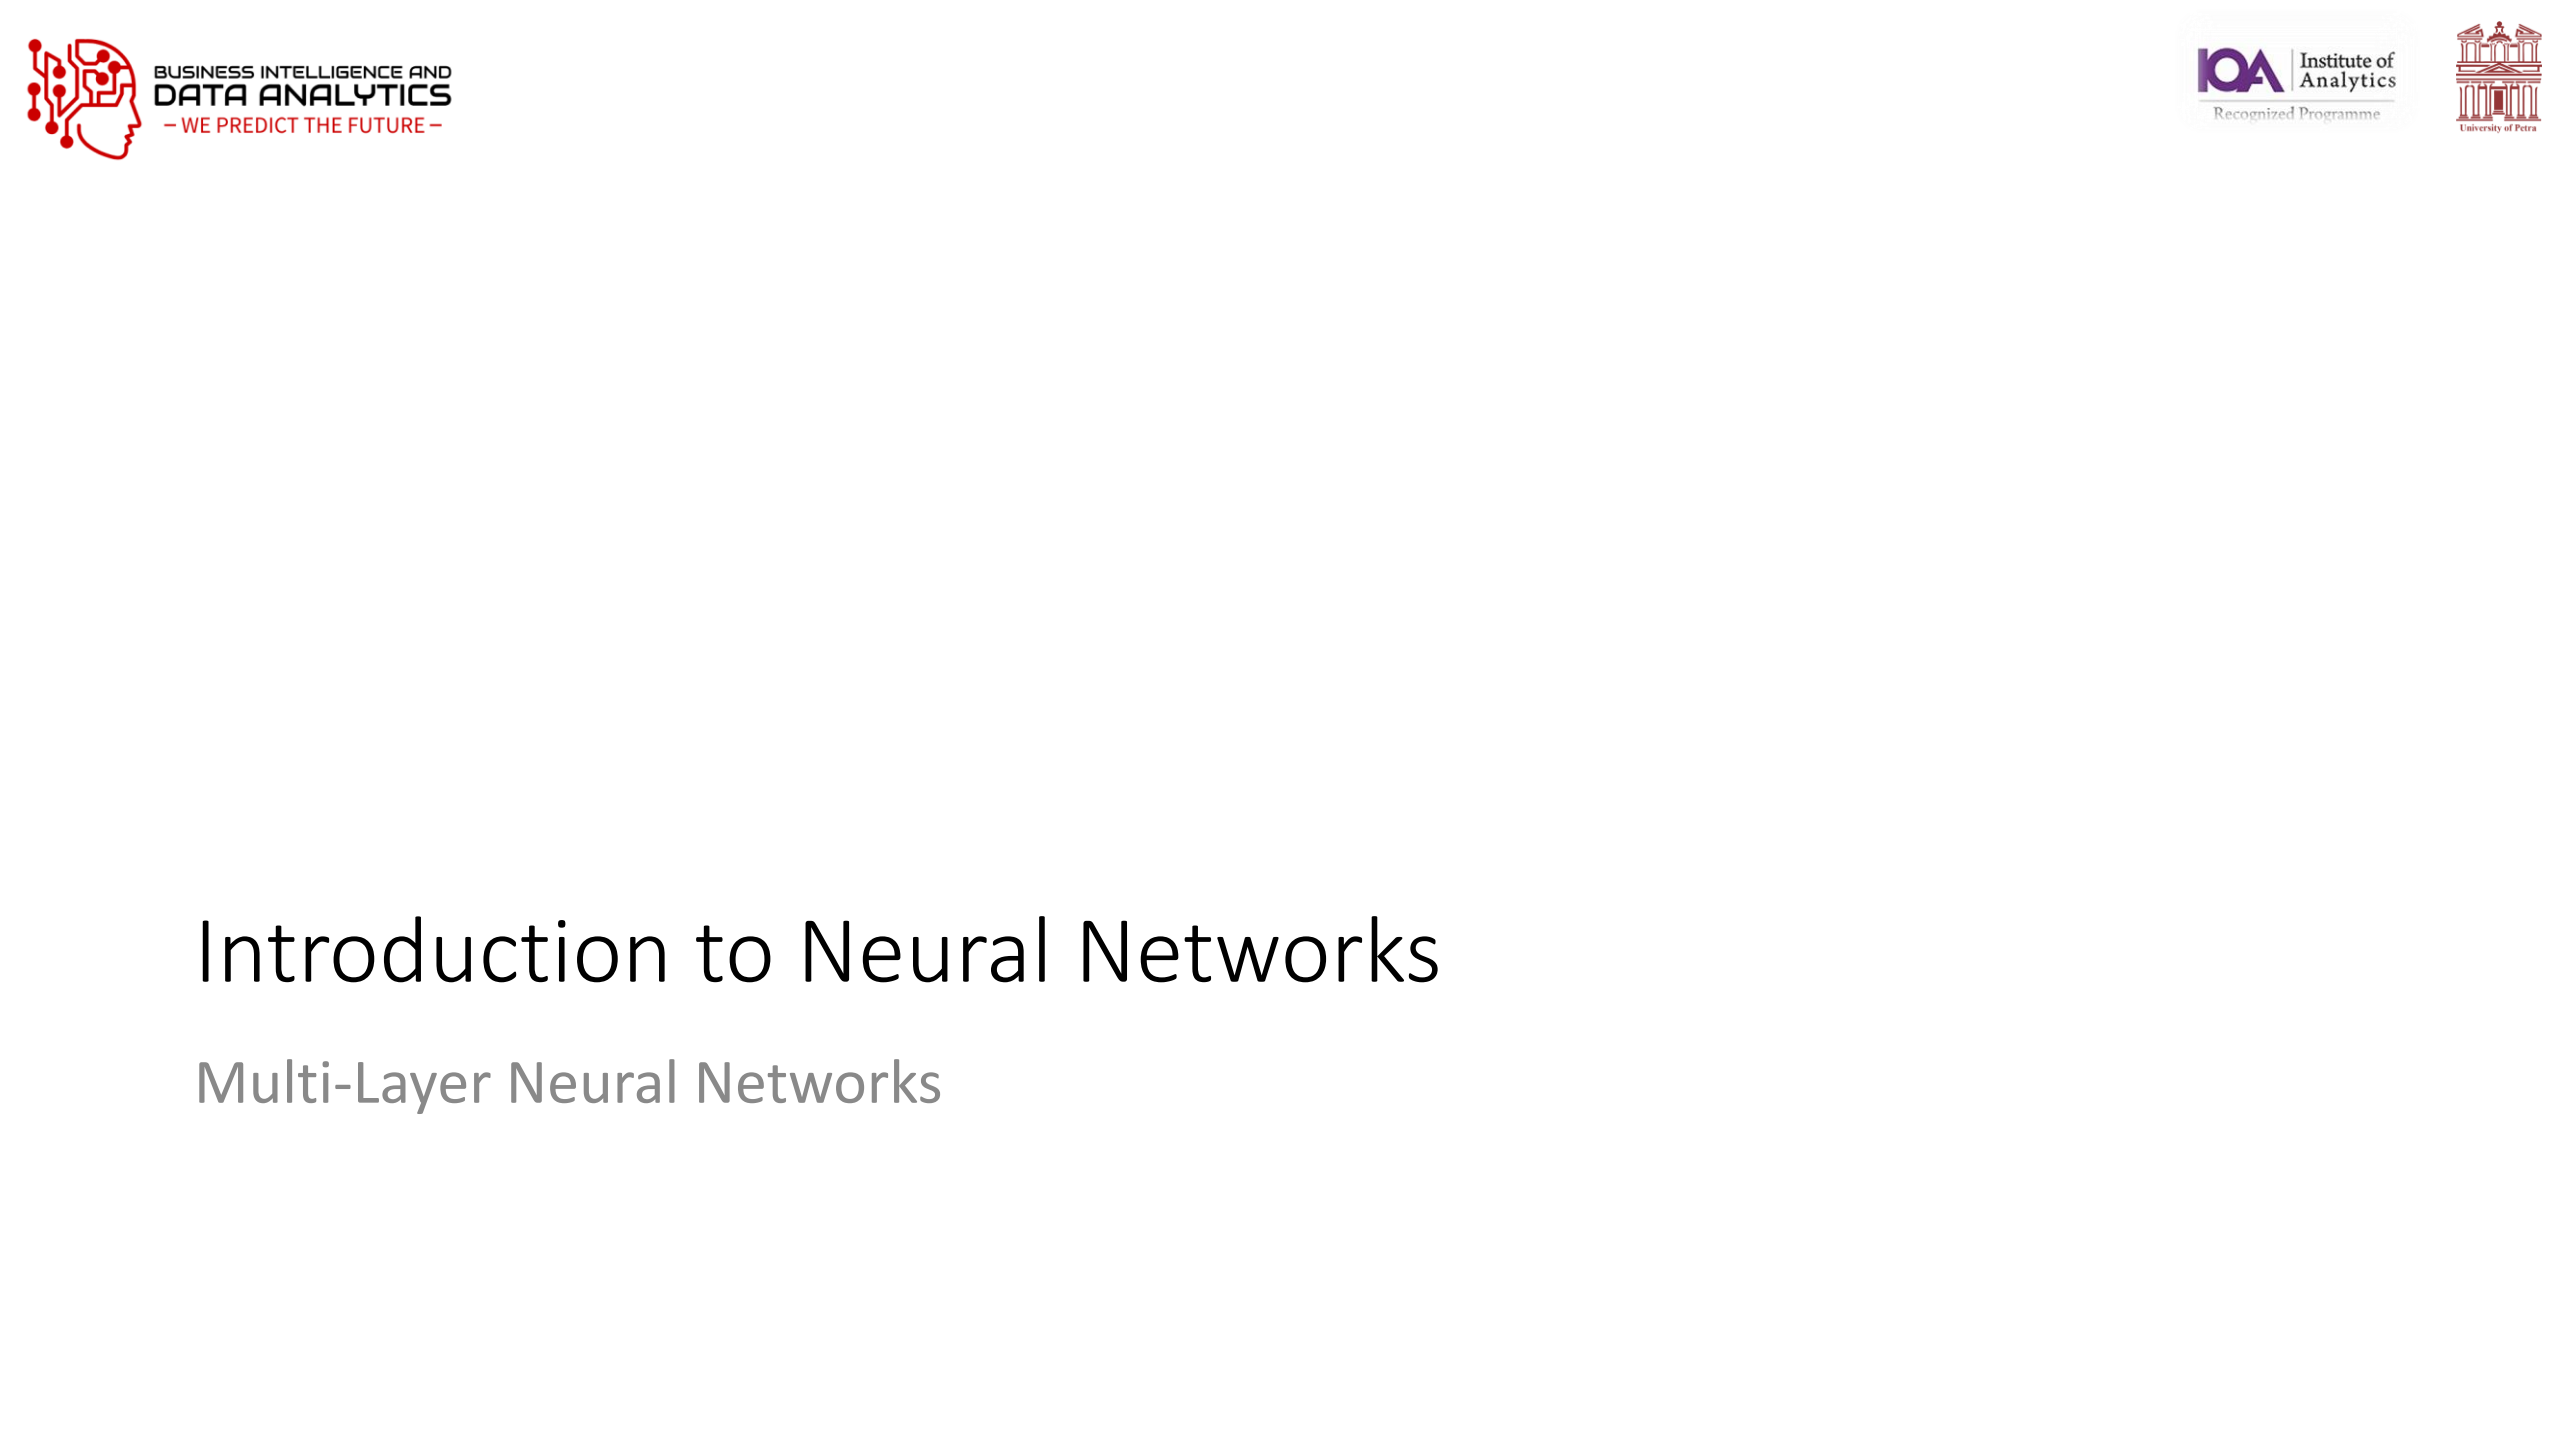 BUSINESS INTELLIGENCE AND
DATA ANALYTICS
– WE PREDICT THE FUTURE –
IOA
Institute of
Analytics
Recognized Programme
University of Petra
Introduction to Neural Networks
Multi-Layer Neural Networks